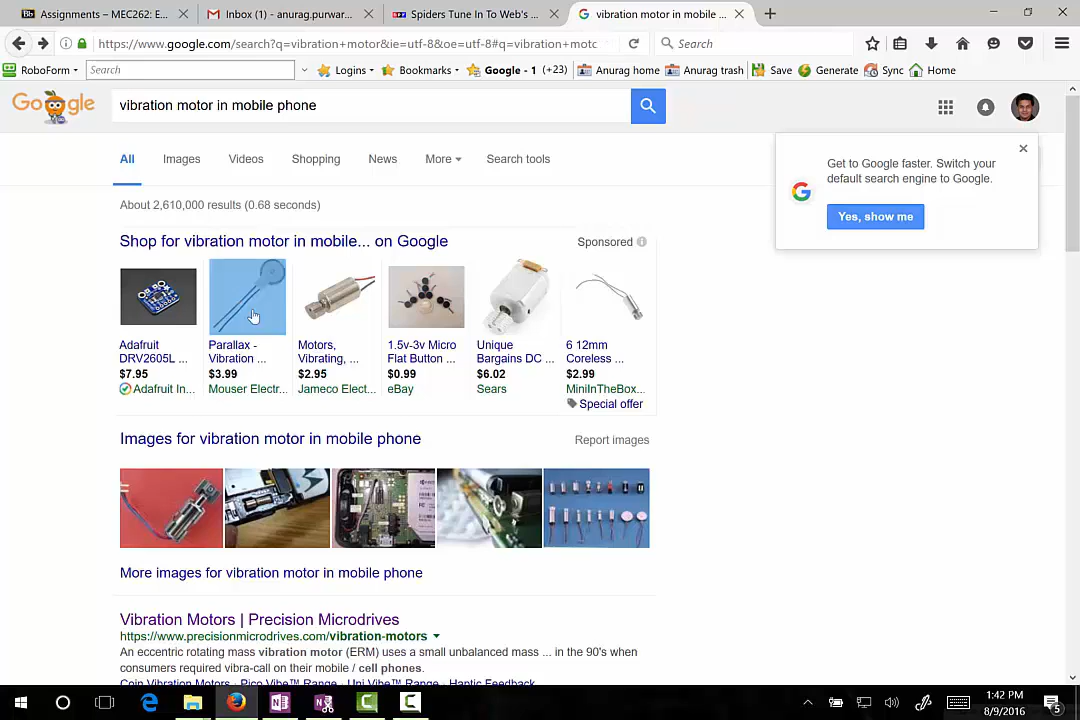 Assignments – MEC262: E...
Inbox (1) - anurag.purwar...
Spiders Tune In To Web's ...
vibration motor in mobile ...
https://www.google.com/search?q=vibration+motor&ie=utf-8&oe=utf-8#q=vibration+motc
Search
RoboForm
Search
Logins
Bookmarks
Google - 1
(+23)
Anurag home
Anurag trash
Save
Generate
Sync
Home
vibration motor in mobile phone
All
Images
Videos
Shopping
News
More
Search tools
Get to Google faster. Switch your
default search engine to Google.
Yes, show me
About 2,610,000 results (0.68 seconds)
Shop for vibration motor in mobile... on Google
Sponsored
Adafruit
DRV2605L ...
$7.95
Adafruit In...
Parallax -
Vibration ...
$3.99
Mouser Electr...
Motors,
Vibrating, ...
$2.95
Jameco Elect...
1.5v-3v Micro
Flat Button ...
$0.99
eBay
Unique
Bargains DC ...
$6.02
Sears
6 12mm
Coreless ...
$2.99
MiniInTheBox...
Special offer
Images for vibration motor in mobile phone
Report images
More images for vibration motor in mobile phone
Vibration Motors | Precision Microdrives
https://www.precisionmicrodrives.com/vibration-motors
An eccentric rotating mass vibration motor (ERM) uses a small unbalanced mass ... in the 90's when
consumers required vibra-call on their mobile / cell phones.
Coin Vibration Motors · Pico Vibe™ Range · Uni Vibe™ Range · Haptic Feedback
1:42 PM
8/9/2016
5